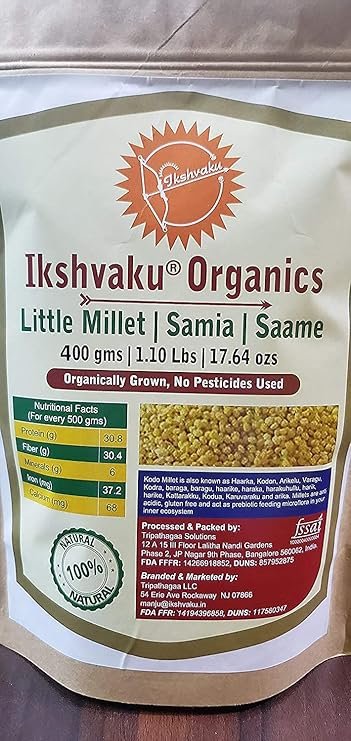 Ikshvaku
Ikshvaku® Organics
Little Millet | Samia | Saame
400 gms | 1.10 Lbs | 17.64 ozs
Organically Grown, No Pesticides Used
Nutritional Facts
(For every 500 gms)
Protein (g) 30.8
Fiber (g) 30.4
Minerals (g) 6
Iron (mg) 37.2
Calcium (mg) 68
Kodo Millet is also known as Haarka, Kodon, Arikelu, Varagu,
Kodra, baraga, baragu, haarike, haraka, harakuhullu, harik,
harike, Kattarakku, Kodua, Karuvaraku and arika. Millets are anti
acidic, gluten free and act as prebiotic feeding microflora in your
inner ecosystem
Processed & Packed by:
Tripathagaa Solutions
12 A 15 III Floor Lalitha Nandi Gardens
Phase 2, JP Nagar 9th Phase, Bangalore 560062, India.
FDA FFRF: 14266918852, DUNS: 857952875
fssai
Branded & Marketed by:
Tripathagaa LLC
54 Erie Ave Rockaway NJ 07866
manju@ikshvaku.in
FDA FFR: 14194396858, DUNS: 117580347
NATURAL
100%
NATURAL